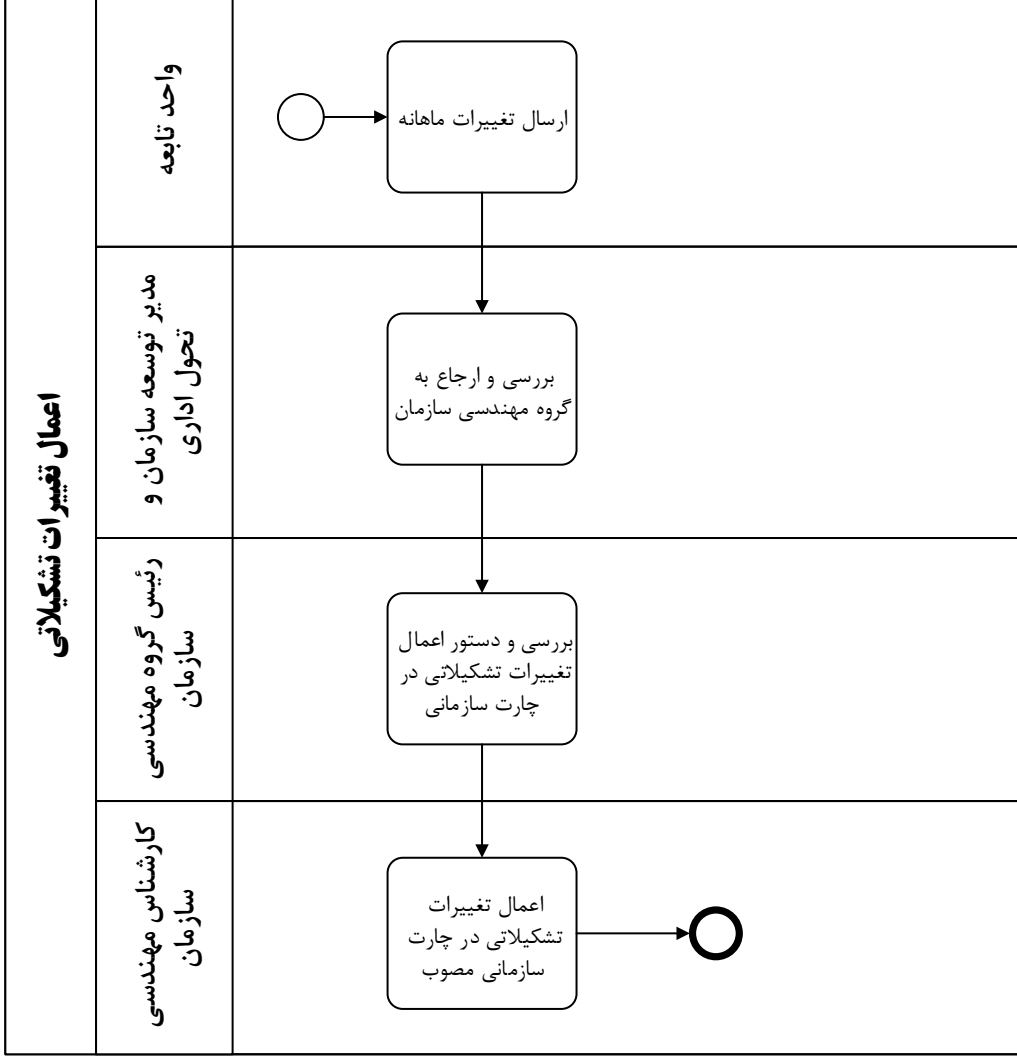 اعمال تغییرات تشکیلاتی
واحد تابعه
ارسال تغییرات ماهانه
مدیر توسعه سازمان و
تحول اداری
بررسی و ارجاع به
گروه مهندسی سازمان
رئیس گروه مهندسی
سازمان
بررسی و دستور اعمال
تغییرات تشکیلاتی در
چارت سازمانی
کارشناس مهندسی
سازمان
اعمال تغییرات
تشکیلاتی در چارت
سازمانی مصوب